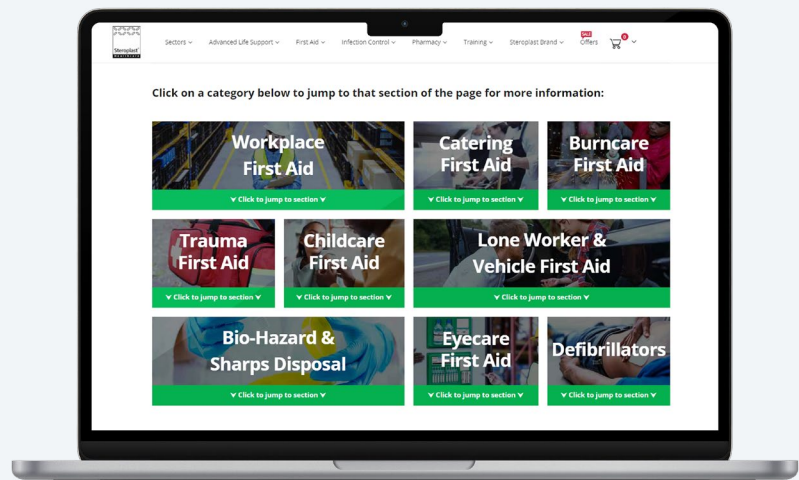 Steroplast
HEALTHCARE
Sectors
Advanced Life Support
First Aid
Infection Control
Pharmacy
Training
Steroplast Brand
SALE
Offers
0
Click on a category below to jump to that section of the page for more information:
Workplace
First Aid
Click to jump to section
Catering
First Aid
Click to jump to section
Burncare
First Aid
Click to jump to section
Trauma
First Aid
Click to jump to section
Childcare
First Aid
Click to jump to section
Lone Worker &
Vehicle First Aid
Click to jump to section
Bio-Hazard &
Sharps Disposal
Click to jump to section
Eyecare
First Aid
Click to jump to section
Defibrillators
Click to jump to section